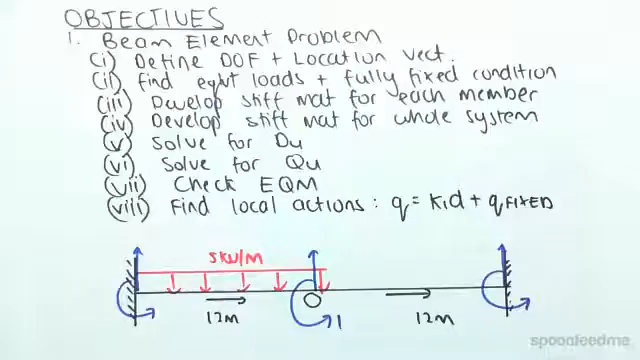 OBJECTIVES
1. Beam Element Problem
(i) Define DOF + Location Vect.
(ii) Find eqvt loads + fully fixed condition
(iii) Develop stiff mat for each member
(iv) Develop stiff mat for whole system
(v) Solve for Du
(vi) Solve for Qu
(vii) Check EQM
(viii) Find local actions: q = K1d + qFIXED
5kN/M
12M 1 12M
spoonfeedme